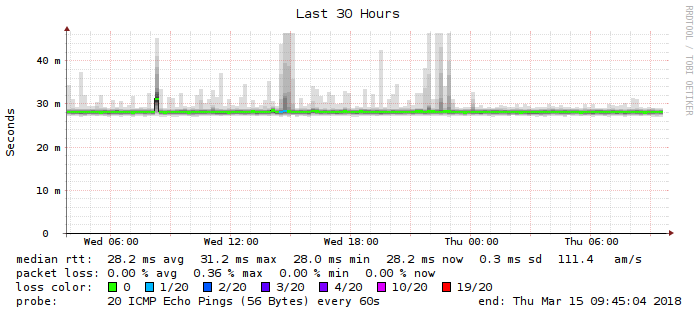 Last 30 Hours
RRDTOOL / TOBI OETIKER
Seconds
40 m
30 m
20 m
10 m
0
Wed 06:00 Wed 12:00 Wed 18:00 Thu 00:00 Thu 06:00
median rtt: 28.2 ms avg 31.2 ms max 28.0 ms min 28.2 ms now 0.3 ms sd 111.4 am/s
packet loss: 0.00 % avg 0.36 % max 0.00 % min 0.00 % now
loss color: 0 1/20 2/20 3/20 4/20 10/20 19/20
probe: 20 ICMP Echo Pings (56 Bytes) every 60s end: Thu Mar 15 09:45:04 2018